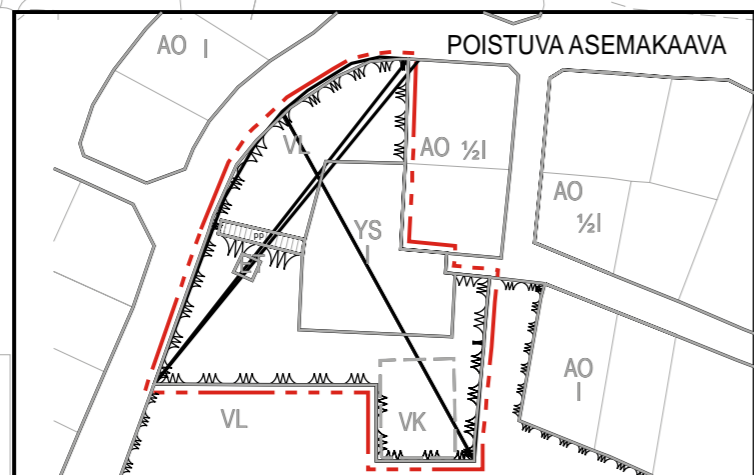 AO I
POISTUVA ASEMAKAAVA
VL
AO ½I
AO
½I
YS
I
PP
AO
I
VL
VK